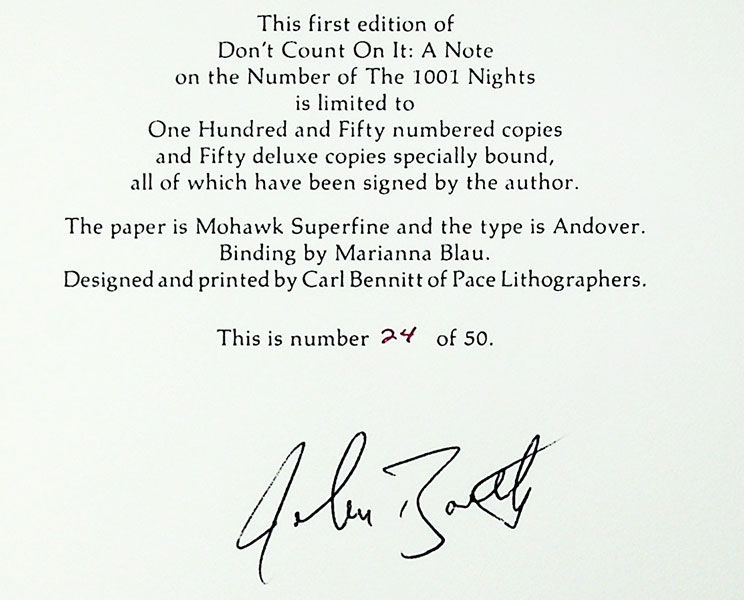 This first edition of
Don't Count On It: A Note
on the Number of The 1001 Nights
is limited to
One Hundred and Fifty numbered copies
and Fifty deluxe copies specially bound,
all of which have been signed by the author.
The paper is Mohawk Superfine and the type is Andover.
Binding by Marianna Blau.
Designed and printed by Carl Bennitt of Pace Lithographers.
This is number 24 of 50.
John Barth